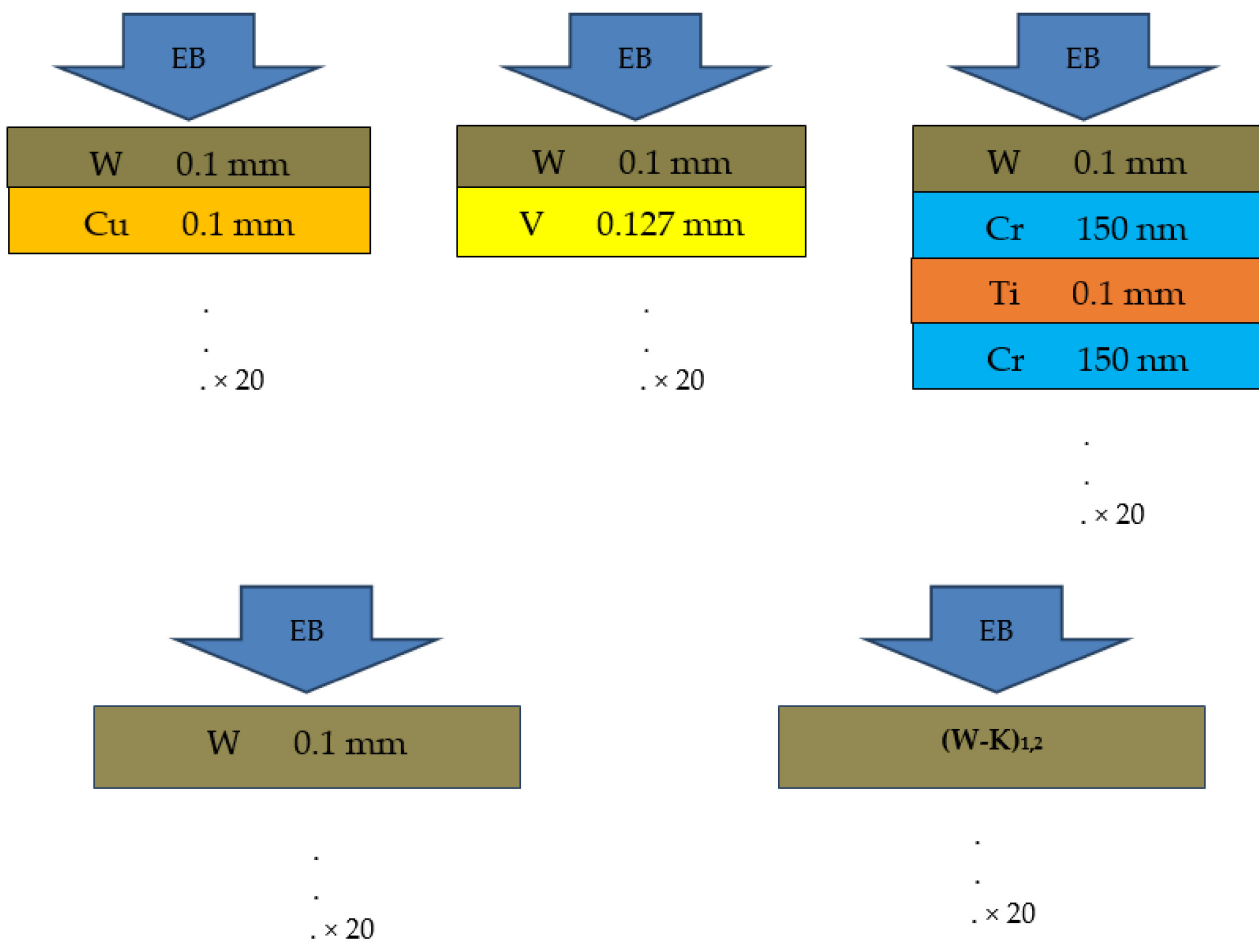 EB
EB
EB
W 0.1 mm
Cu 0.1 mm
. × 20
W 0.1 mm
V 0.127 mm
. × 20
W 0.1 mm
Cr 150 nm
Ti 0.1 mm
Cr 150 nm
. × 20
EB
W 0.1 mm
. × 20
EB
(W-K)1,2
. × 20